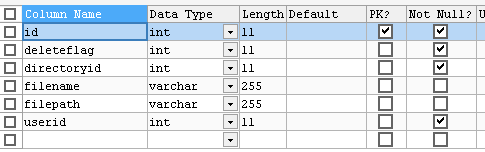 Column Name Data Type Length Default PK? Not Null? U
id int 11
deleteflag int 11
directoryid int 11
filename varchar 255
filepath varchar 255
userid int 11